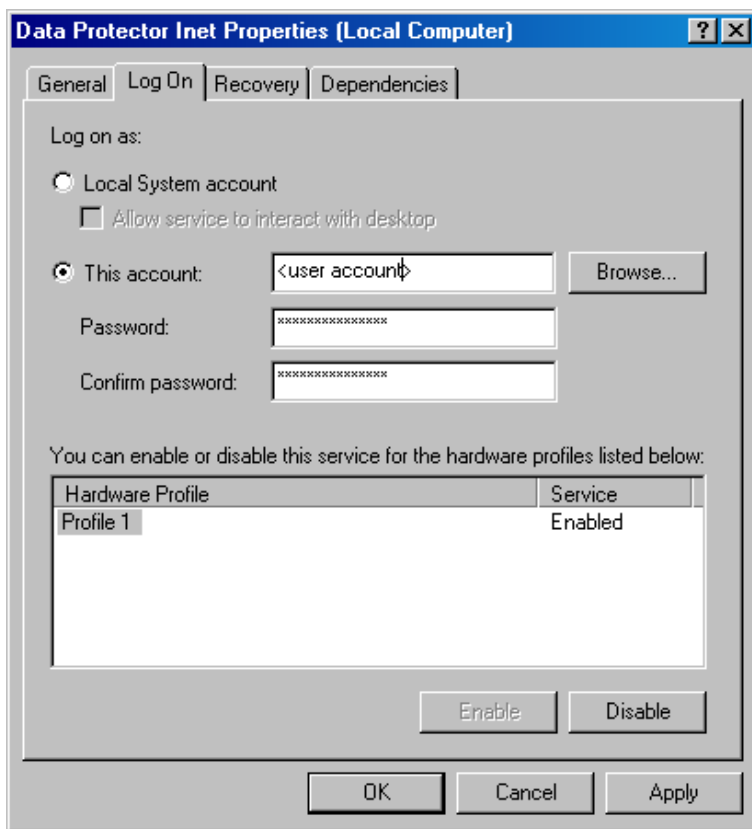 Data Protector Inet Properties (Local Computer)
General Log On Recovery Dependencies
Log on as:
Local System account
Allow service to interact with desktop
This account: <user account> Browse...
Password: ***************
Confirm password: ***************
You can enable or disable this service for the hardware profiles listed below:
Hardware Profile Service
Profile 1 Enabled
Enable Disable
OK Cancel Apply